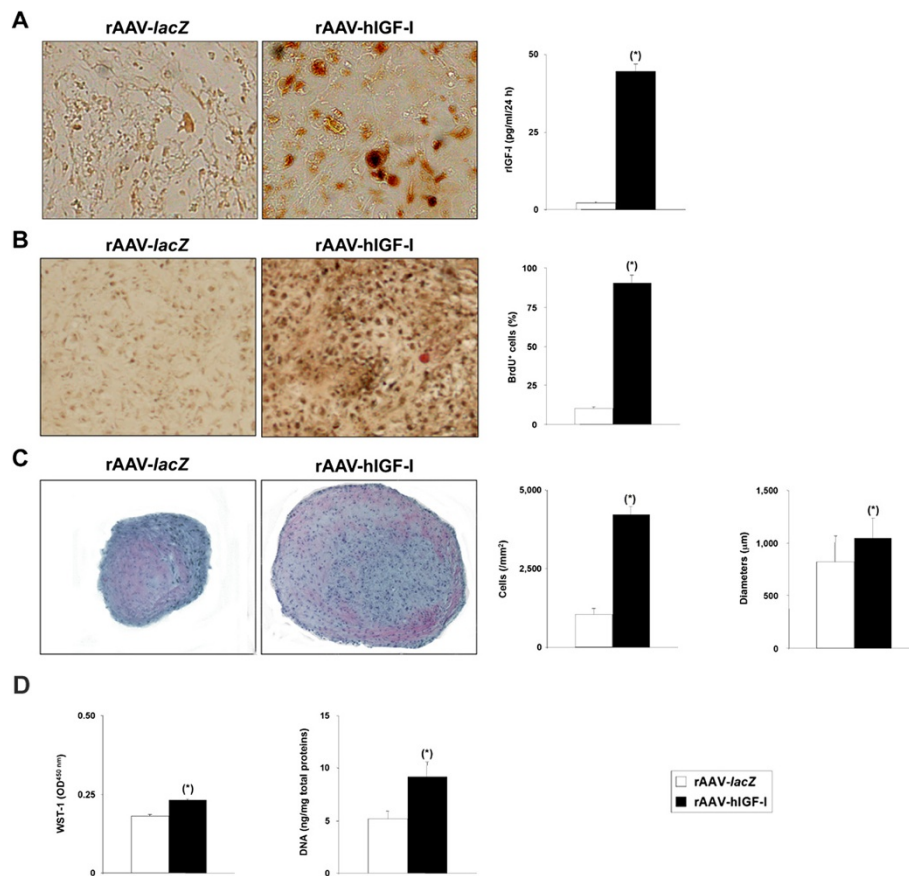 A
rAAV-lacZ
rAAV-hIGF-I
rIGF-I (pg/ml/24 h)
50
25
0
(*)
B
rAAV-lacZ
rAAV-hIGF-I
BrdU⁺ cells (%)
100
75
50
25
0
(*)
C
rAAV-lacZ
rAAV-hIGF-I
Cells (/mm²)
5,000
2,500
0
(*)
Diameters (µm)
1,500
1,000
500
0
(*)
D
WST-1 (OD⁴⁵⁰ ⁿᵐ)
0.50
0.25
0
(*)
DNA (ng/mg total proteins)
15
10
5
0
(*)
rAAV-lacZ
rAAV-hIGF-I